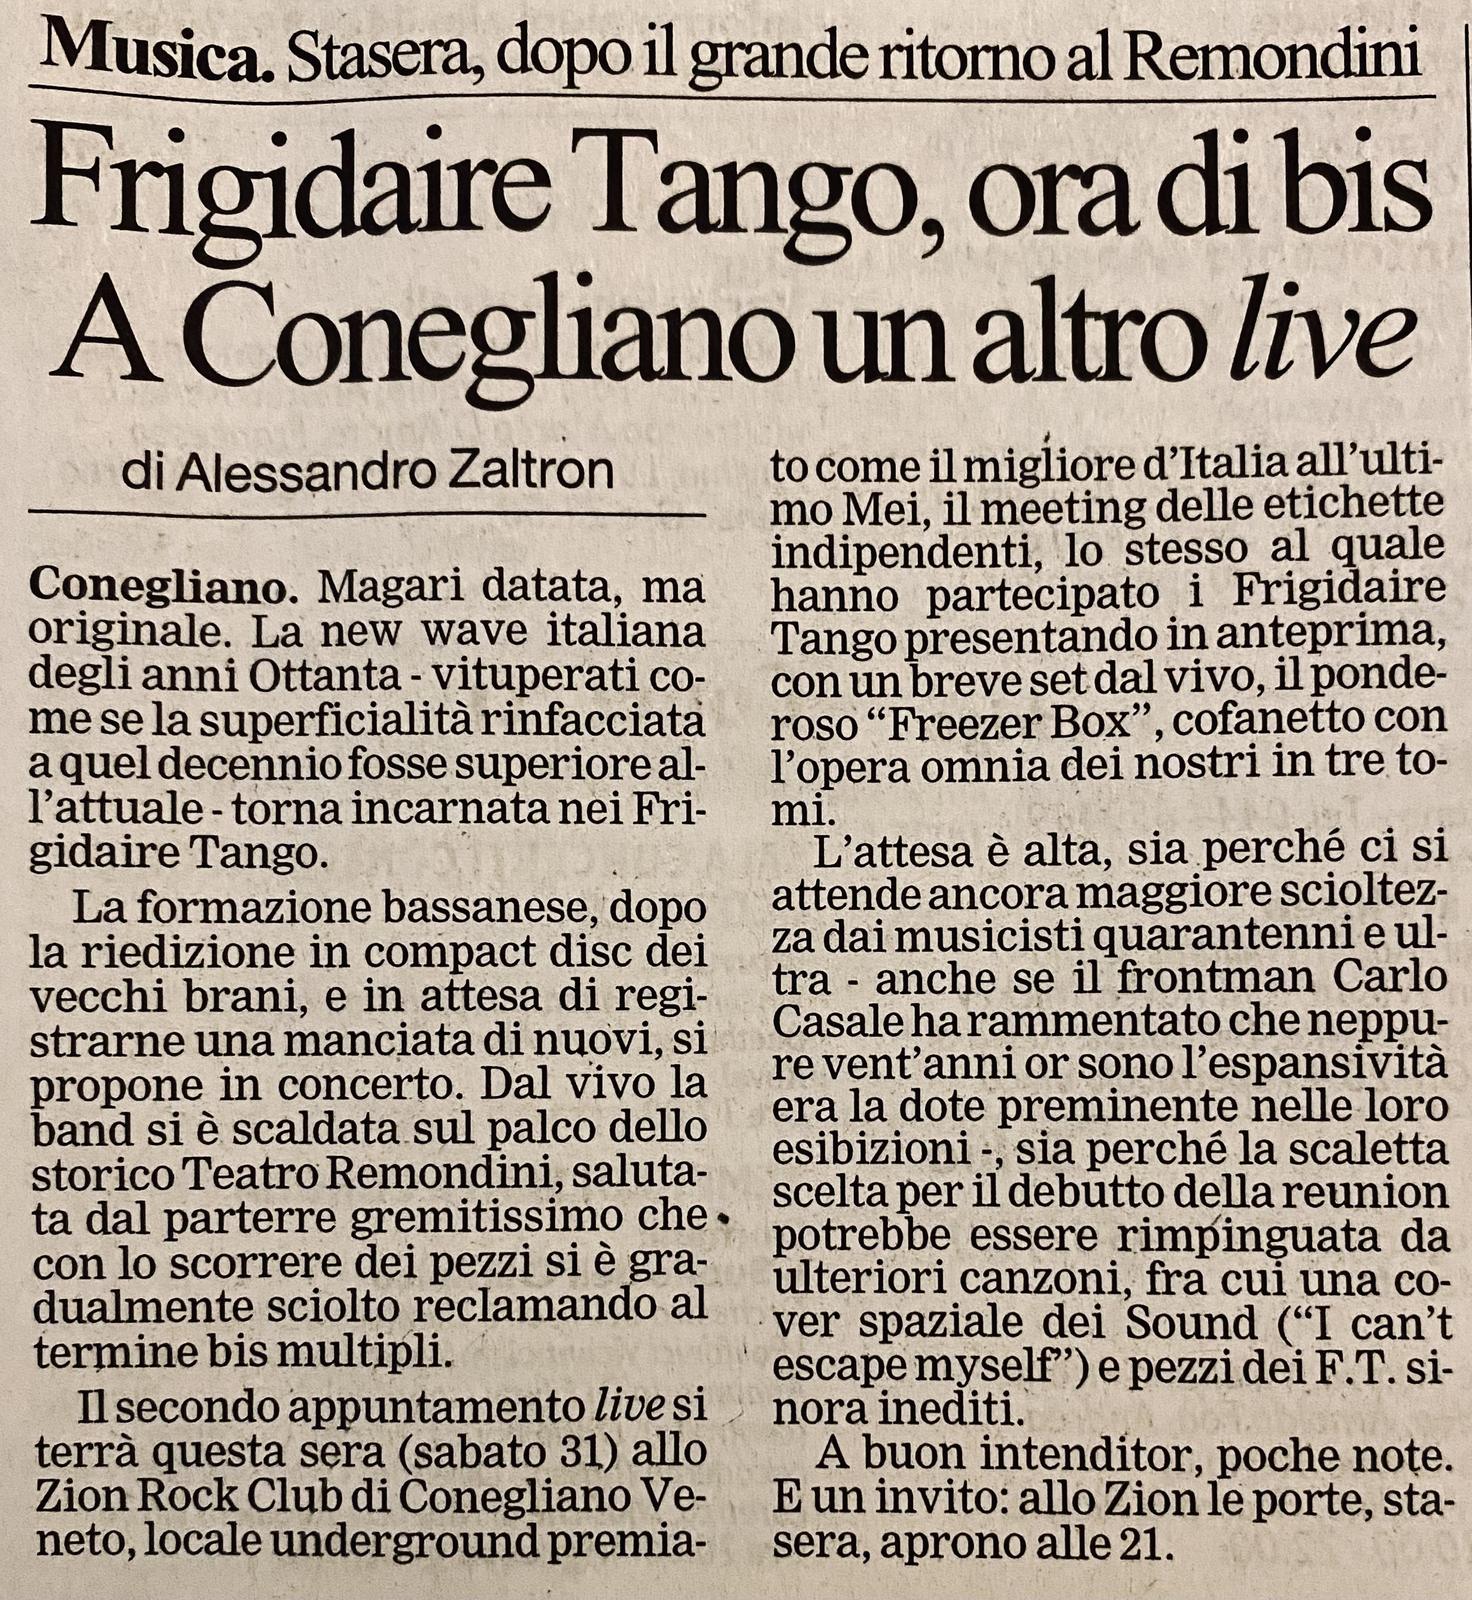 Musica. Stasera, dopo il grande ritorno al Remondini
Frigidaire Tango, ora di bis
A Conegliano un altro live
di Alessandro Zaltron
Conegliano. Magari datata, ma
originale. La new wave italiana
degli anni Ottanta - vituperati co-
me se la superficialità rinfacciata
a quel decennio fosse superiore al-
l'attuale - torna incarnata nei Fri-
gidaire Tango.
La formazione bassanese, dopo
la riedizione in compact disc dei
vecchi brani, e in attesa di regi-
strarne una manciata di nuovi, si
propone in concerto. Dal vivo la
band si è scaldata sul palco dello
storico Teatro Remondini, saluta-
ta dal parterre gremitissimo che
con lo scorrere dei pezzi si è gra-
dualmente sciolto reclamando al
termine bis multipli.
Il secondo appuntamento live si
terrà questa sera (sabato 31) allo
Zion Rock Club di Conegliano Ve-
neto, locale underground premia-
to come il migliore d'Italia all'ulti-
mo Mei, il meeting delle etichette
indipendenti, lo stesso al quale
hanno partecipato i Frigidaire
Tango presentando in anteprima,
con un breve set dal vivo, il ponde-
roso “Freezer Box”, cofanetto con
l'opera omnia dei nostri in tre to-
mi.
L'attesa è alta, sia perché ci si
attende ancora maggiore scioltez-
za dai musicisti quarantenni e ul-
tra - anche se il frontman Carlo
Casale ha rammentato che neppu-
re vent'anni or sono l'espansività
era la dote preminente nelle loro
esibizioni -, sia perché la scaletta
scelta per il debutto della reunion
potrebbe essere rimpinguata da
ulteriori canzoni, fra cui una co-
ver spaziale dei Sound (“I can't
escape myself”) e pezzi dei F.T. si-
nora inediti.
A buon intenditor, poche note.
E un invito: allo Zion le porte, sta-
sera, aprono alle 21.